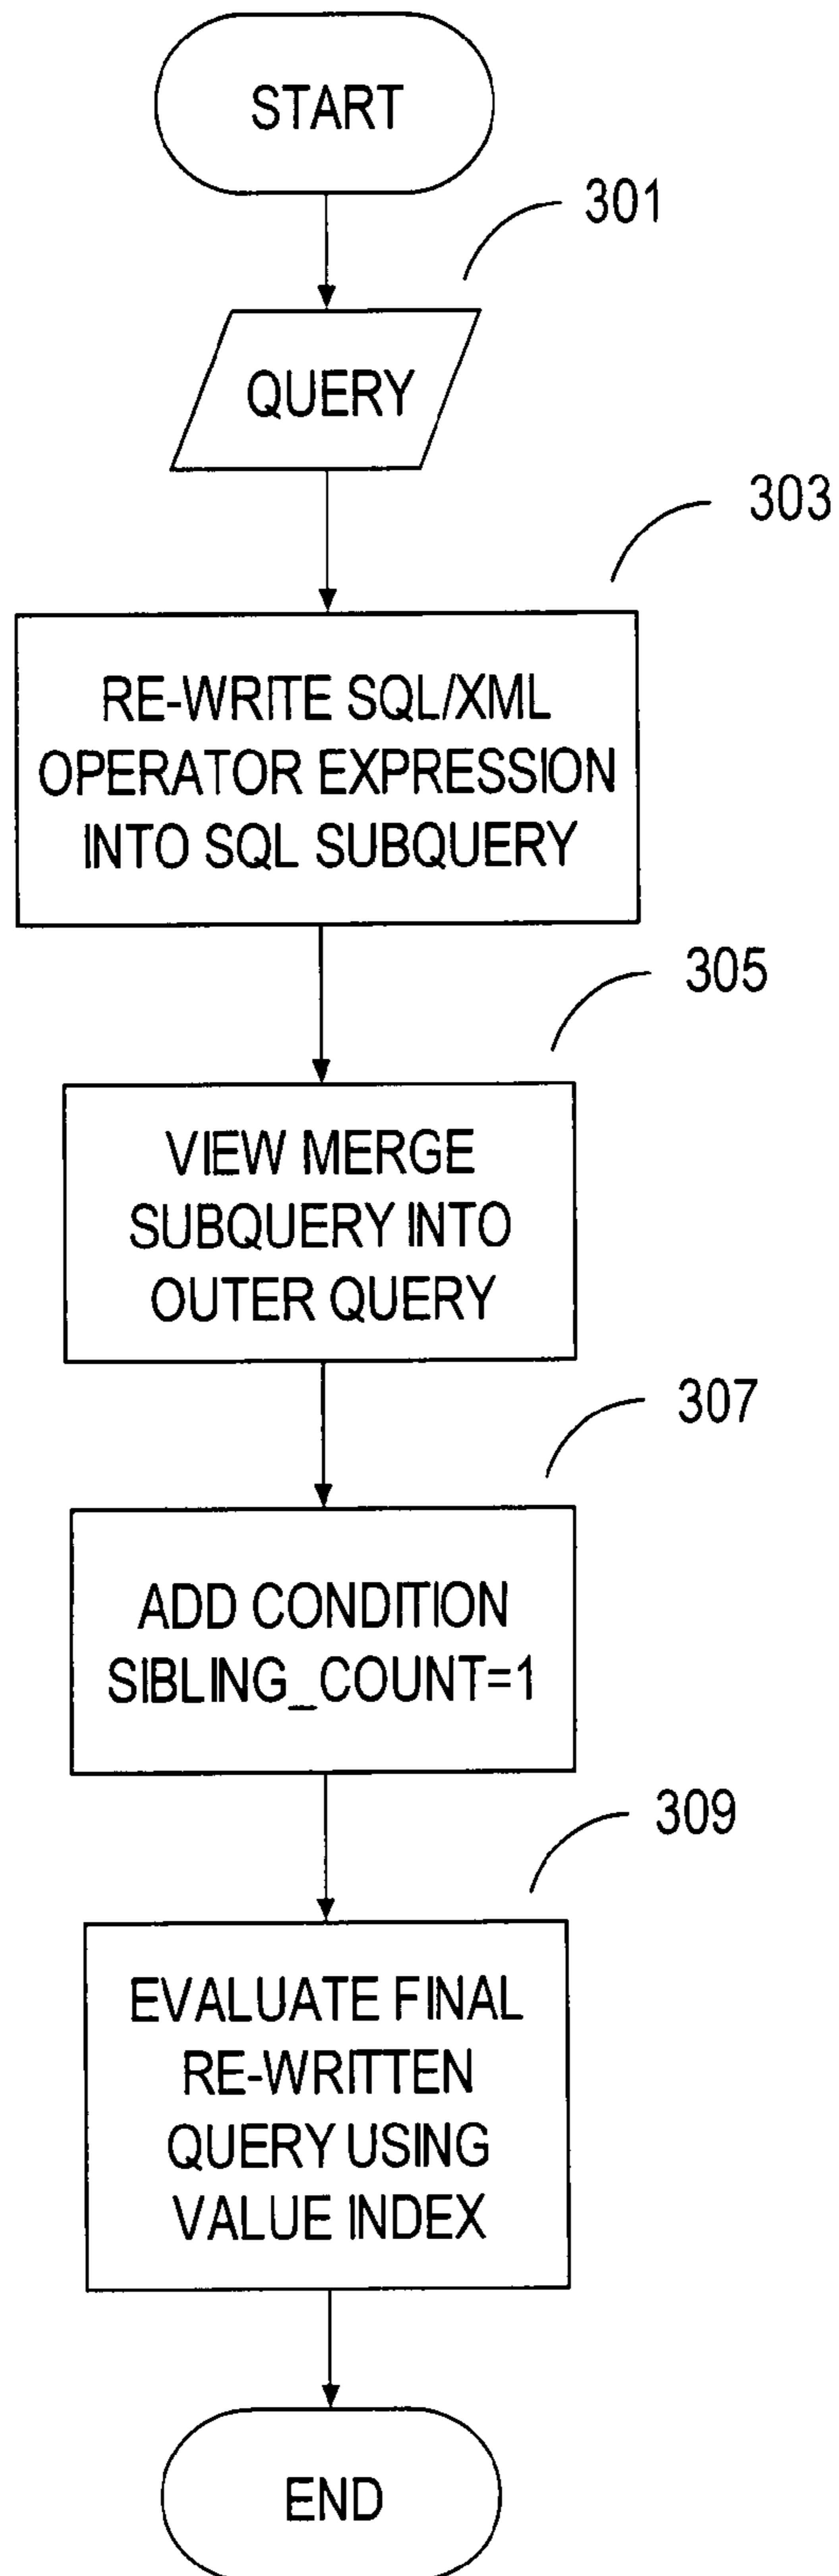 START
301
QUERY
303
RE-WRITE SQL/XML
OPERATOR EXPRESSION
INTO SQL SUBQUERY
305
VIEW MERGE
SUBQUERY INTO
OUTER QUERY
307
ADD CONDITION
SIBLING_COUNT=1
309
EVALUATE FINAL
RE-WRITTEN
QUERY USING
VALUE INDEX
END